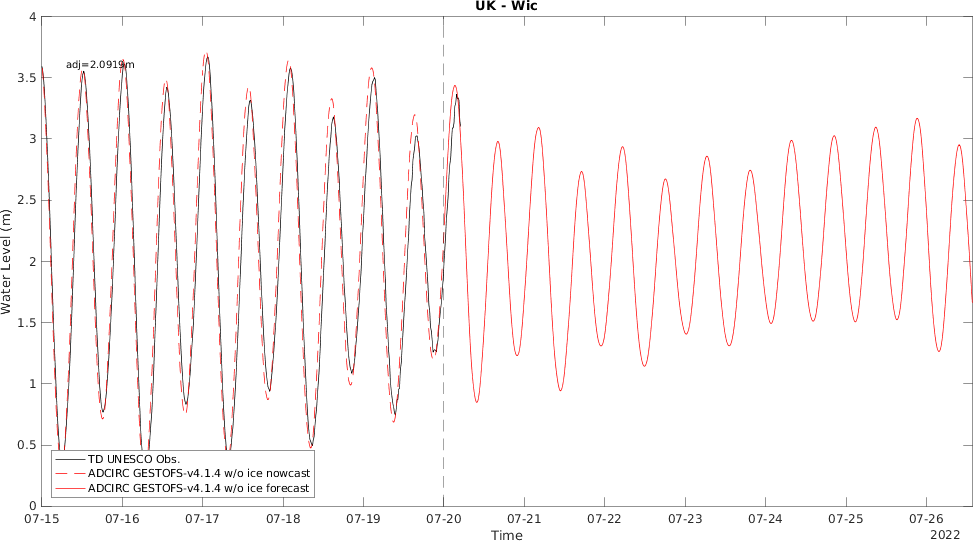 UK - Wic
4
3.5
3
2.5
2
1.5
1
0.5
0
Water Level (m)
adj=2.0919m
TD UNESCO Obs.
ADCIRC GESTOFS-v4.1.4 w/o ice nowcast
ADCIRC GESTOFS-v4.1.4 w/o ice forecast
07-15 07-16 07-17 07-18 07-19 07-20 07-21 07-22 07-23 07-24 07-25 07-26
Time
2022